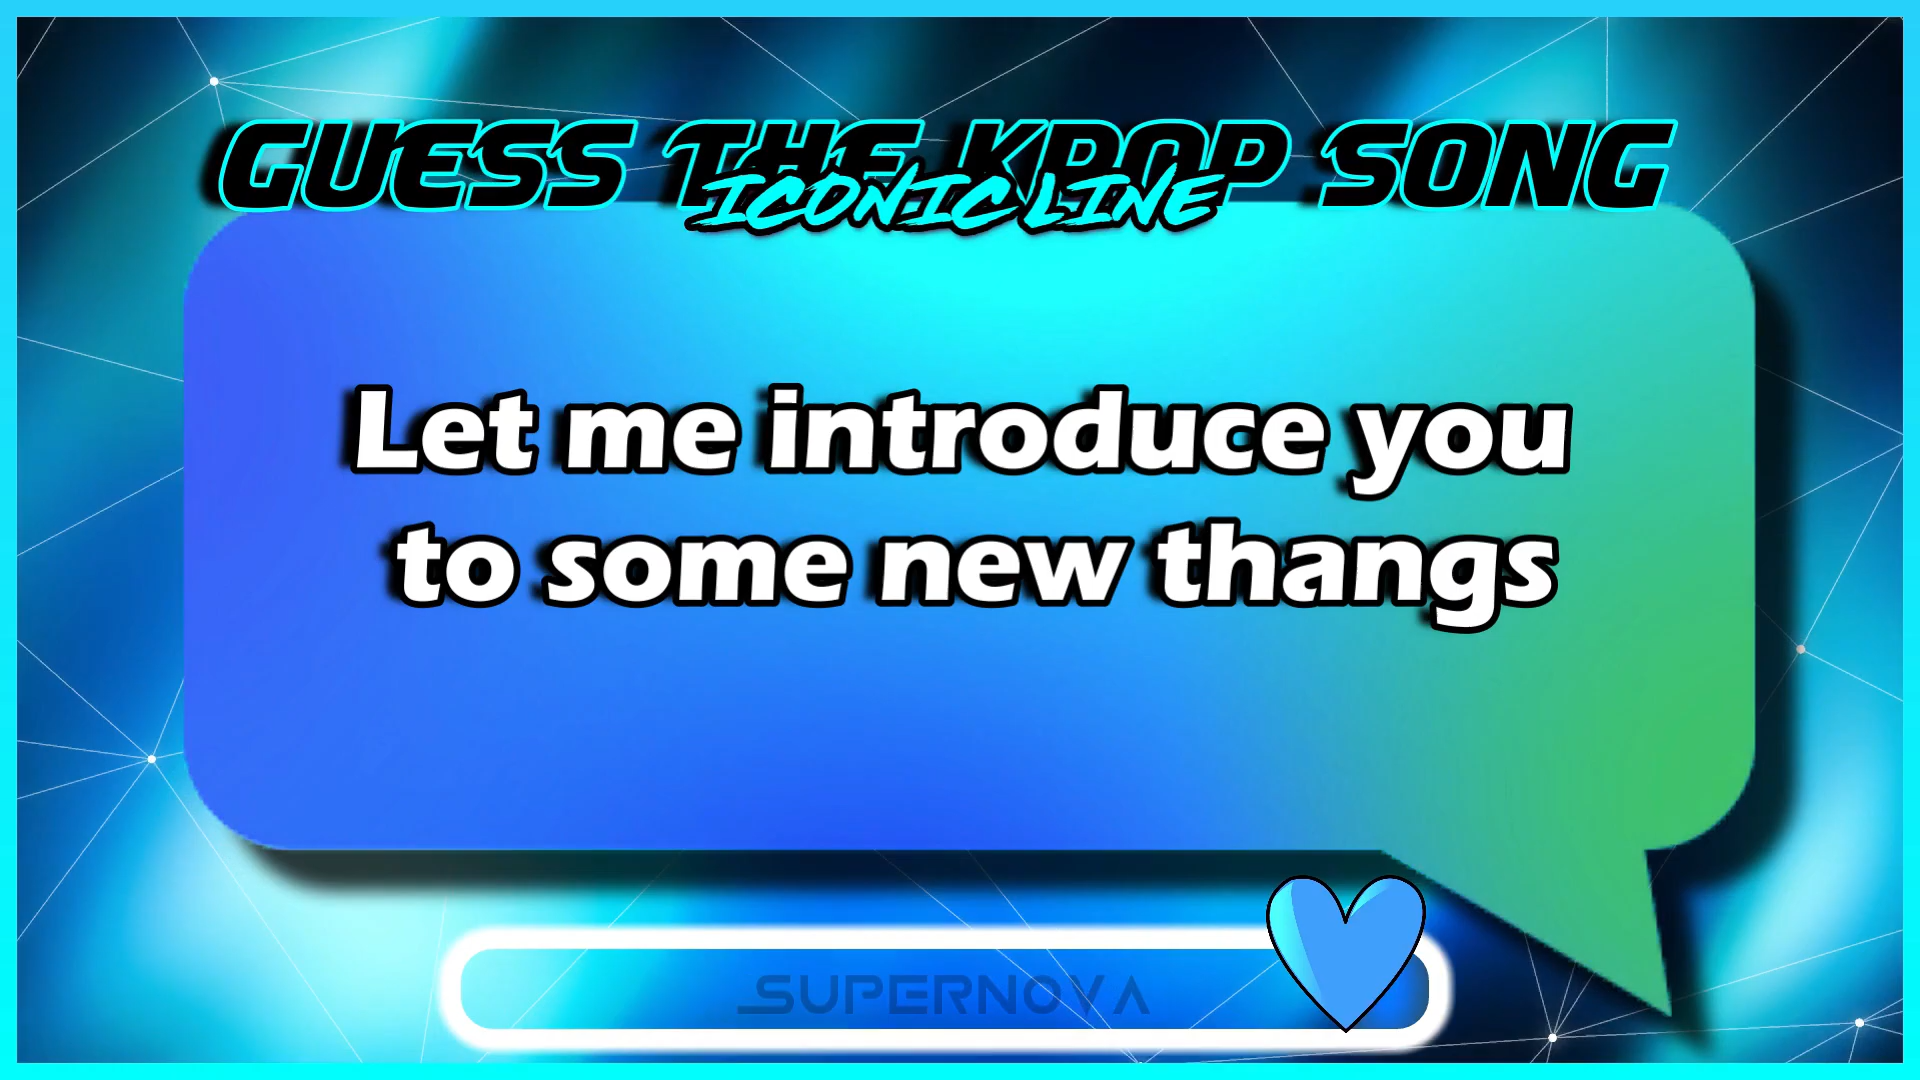 GUESS THE KPOP SONG
ICONIC LINE
Let me introduce you
to some new thangs
SUPERNOVA